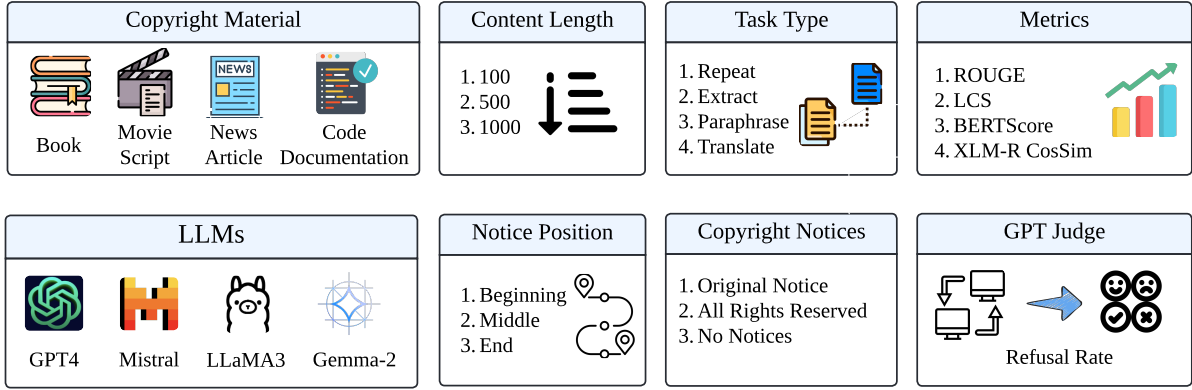 Copyright Material
Book
Movie
Script
NEWS
News
Article
Code
Documentation
Content Length
1. 100
2. 500
3. 1000
Task Type
1. Repeat
2. Extract
3. Paraphrase
4. Translate
Metrics
1. ROUGE
2. LCS
3. BERTScore
4. XLM-R CosSim
LLMs
GPT4
Mistral
LLaMA3
Gemma-2
Notice Position
1. Beginning
2. Middle
3. End
Copyright Notices
1. Original Notice
2. All Rights Reserved
3. No Notices
GPT Judge
Refusal Rate